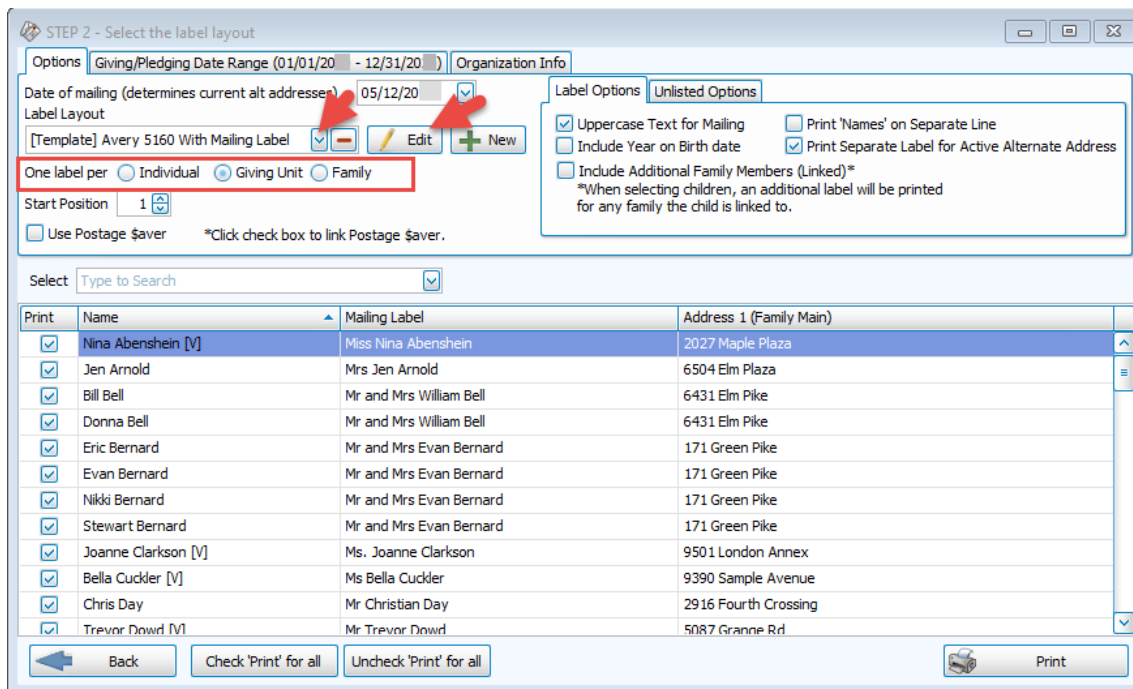 STEP 2 - Select the label layout
Options Giving/Pledging Date Range (01/01/20 - 12/31/20 ) Organization Info
Date of mailing (determines current alt addresses) 05/12/20
Label Layout
[Template] Avery 5160 With Mailing Label Edit New
One label per Individual Giving Unit Family
Start Position 1
Use Postage $aver *Click check box to link Postage $aver.
Label Options Unlisted Options
Uppercase Text for Mailing Print 'Names' on Separate Line
Include Year on Birth date Print Separate Label for Active Alternate Address
Include Additional Family Members (Linked)*
*When selecting children, an additional label will be printed
for any family the child is linked to.
Select Type to Search
Print Name Mailing Label Address 1 (Family Main)
Nina Abenshein [V] Miss Nina Abenshein 2027 Maple Plaza
Jen Arnold Mrs Jen Arnold 6504 Elm Plaza
Bill Bell Mr and Mrs William Bell 6431 Elm Pike
Donna Bell Mr and Mrs William Bell 6431 Elm Pike
Eric Bernard Mr and Mrs Evan Bernard 171 Green Pike
Evan Bernard Mr and Mrs Evan Bernard 171 Green Pike
Nikki Bernard Mr and Mrs Evan Bernard 171 Green Pike
Stewart Bernard Mr and Mrs Evan Bernard 171 Green Pike
Joanne Clarkson [V] Ms. Joanne Clarkson 9501 London Annex
Bella Cuckler [V] Ms Bella Cuckler 9390 Sample Avenue
Chris Day Mr Christian Day 2916 Fourth Crossing
Trevor Dowd [V] Mr Trevor Dowd 5087 Grange Rd
Back Check 'Print' for all Uncheck 'Print' for all Print